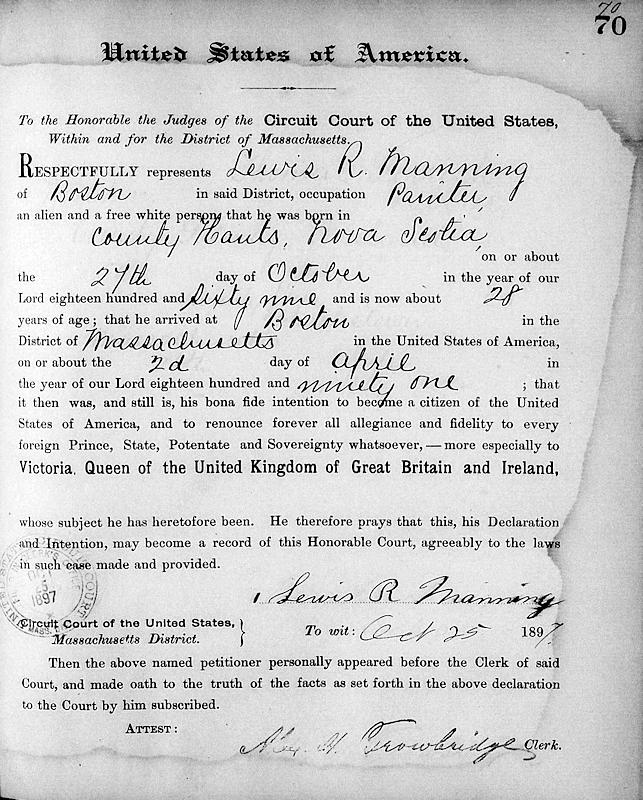 70
70
United States of America.
To the Honorable the Judges of the Circuit Court of the United States,
Within and for the District of Massachusetts.
RESPECTFULLY represents Lewis R. Manning
of Boston in said District, occupation Painter,
an alien and a free white person, that he was born in
County Hants, Nova Scotia,
on or about
the 27th day of October in the year of our
Lord eighteen hundred and sixty nine and is now about 28
years of age; that he arrived at Boston in the
District of Massachusetts in the United States of America,
on or about the 2d day of April in
the year of our Lord eighteen hundred and ninety one ; that
it then was, and still is, his bona fide intention to become a citizen of the United
States of America, and to renounce forever all allegiance and fidelity to every
foreign Prince, State, Potentate and Sovereignty whatsoever, — more especially to
Victoria, Queen of the United Kingdom of Great Britain and Ireland,
whose subject he has heretofore been. He therefore prays that this, his Declaration
and Intention, may become a record of this Honorable Court, agreeably to the laws
in such case made and provided.
1897
MASS.
Lewis R Manning
Circuit Court of the United States,
Massachusetts District. } To wit: Oct 25 1897.
Then the above named petitioner personally appeared before the Clerk of said
Court, and made oath to the truth of the facts as set forth in the above declaration
to the Court by him subscribed.
ATTEST:
Alex. H. Trowbridge Clerk.